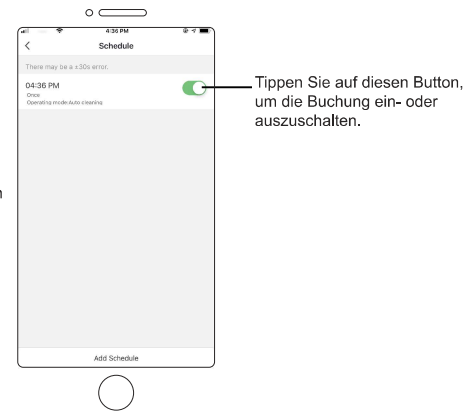 4:36 PM
Schedule
There may be a ±30s error.
04:36 PM
Once
Operating mode:Auto cleaning
Tippen Sie auf diesen Button,
um die Buchung ein- oder
auszuschalten.
Add Schedule